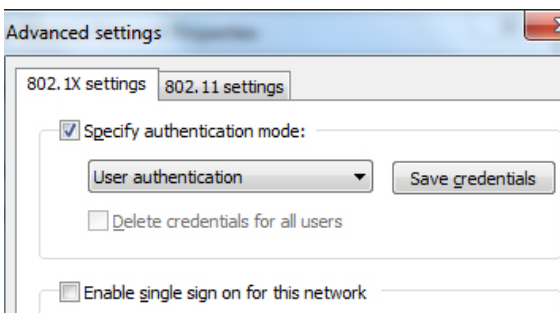 Advanced settings
802.1X settings 802.11 settings
Specify authentication mode:
User authentication Save credentials
Delete credentials for all users
Enable single sign on for this network